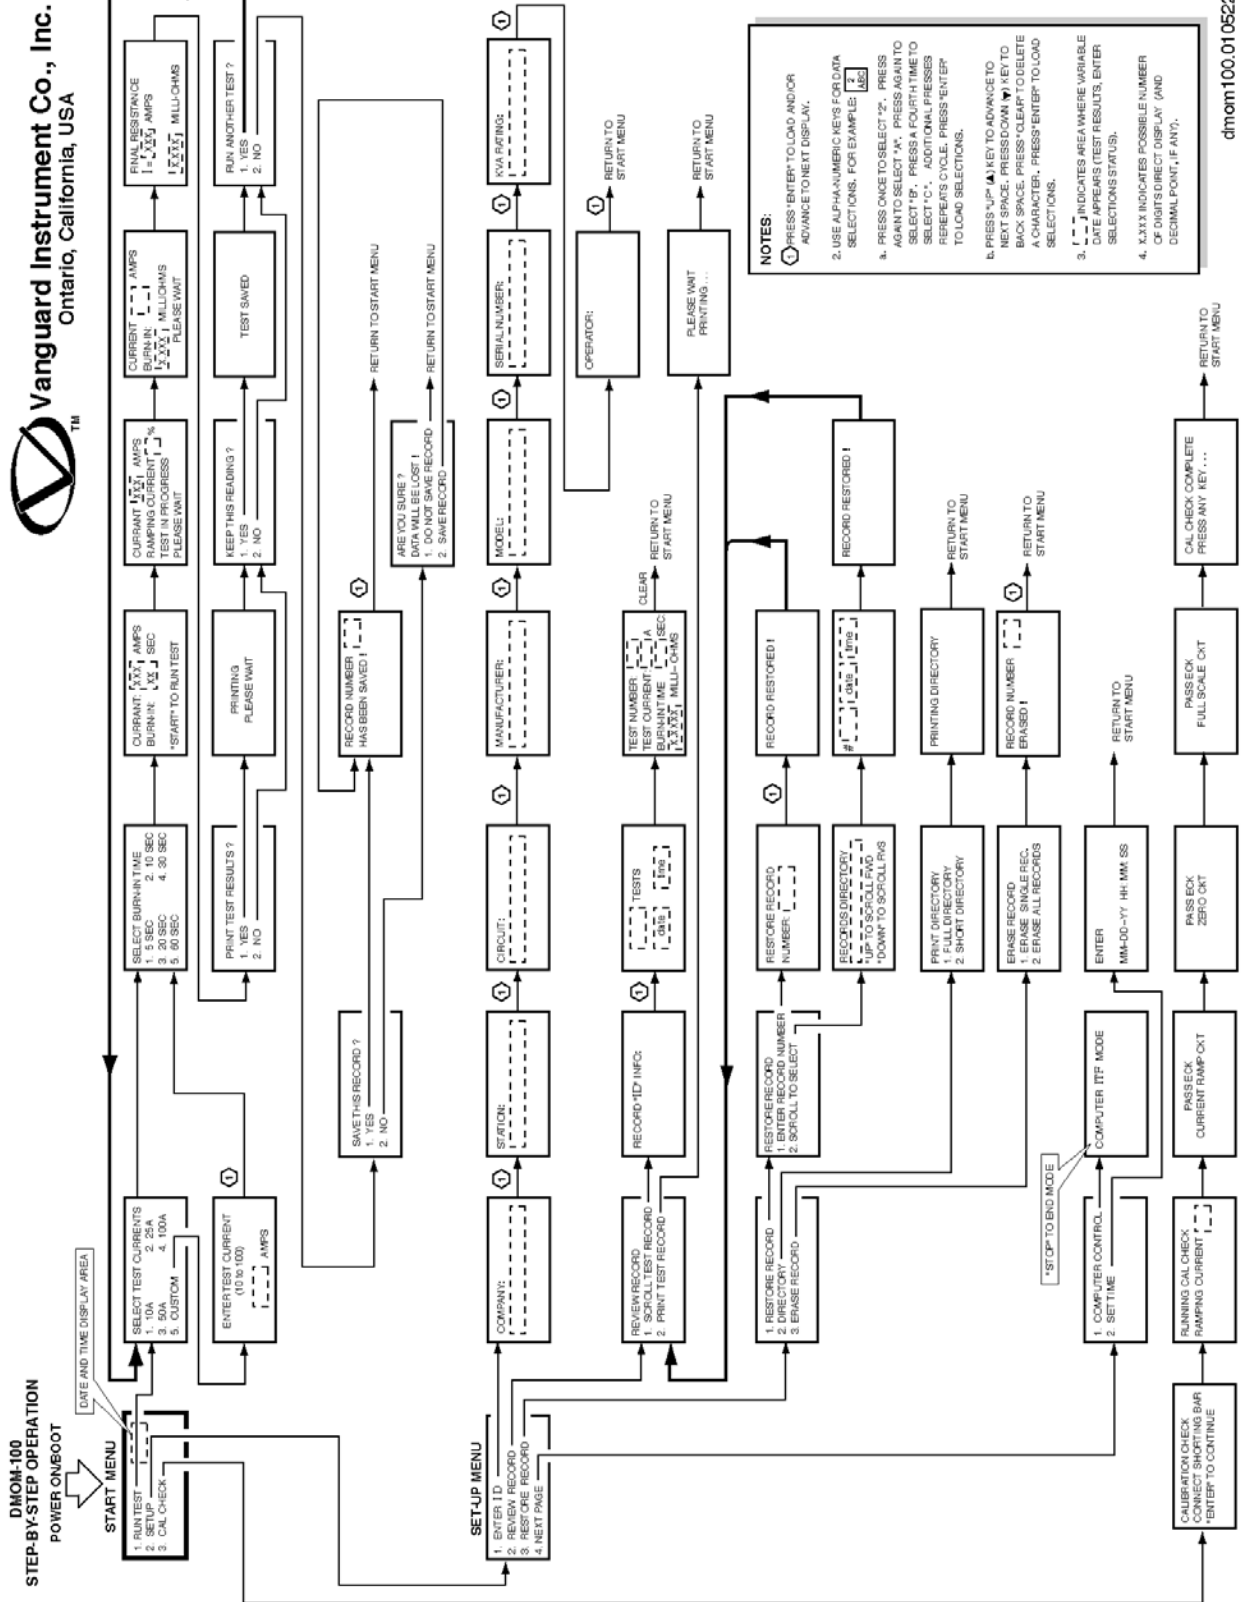 DMOM-100
STEP-BY-STEP OPERATION
POWER ON/BOOT
Vanguard Instrument Co., Inc.
Ontario, California, USA
TM
START MENU
1. RUN TEST
2. SETUP
3. CAL CHECK
DATE AND TIME DISPLAY AREA
SELECT TEST CURRENTS
1. 10A 2. 25A
3. 50A 4. 100A
5. CUSTOM
SELECT BURN-IN TIME
1. 5 SEC 2. 10 SEC
3. 20 SEC 4. 30 SEC
5. 60 SEC
CURRANT: XXX AMPS
BURN-IN: XX SEC
"START" TO RUN TEST
CURRANT XXX AMPS
RAMPING CURRENT %
TEST IN PROGRESS
PLEASE WAIT
CURRENT AMPS
BURN-IN:
X.XXX MILLIOHMS
PLEASE WAIT
FINAL RESISTANCE
I = XXX AMPS
X.XXX MILLI-OHMS
ENTER TEST CURRENT
(10 to 100)
AMPS
1
PRINT TEST RESULTS ?
1. YES
2. NO
PRINTING
PLEASE WAIT
KEEP THIS READING ?
1. YES
2. NO
TEST SAVED
RUN ANOTHER TEST ?
1. YES
2. NO
SAVE THIS RECORD ?
1. YES
2. NO
RECORD NUMBER
HAS BEEN SAVED !
1
RETURN TO START MENU
ARE YOU SURE ?
DATA WILL BE LOST !
1. DO NOT SAVE RECORD
2. SAVE RECORD
RETURN TO START MENU
SET-UP MENU
1. ENTER ID
2. REVIEW RECORD
3. RESTORE RECORD
4. NEXT PAGE
COMPANY:
1
STATION:
1
CIRCUIT:
1
MANUFACTURER:
1
MODEL:
1
SERIAL NUMBER:
1
KVA RATING:
1
OPERATOR:
1
RETURN TO
START MENU
REVIEW RECORD
1. SCROLL TEST RECORD
2. PRINT TEST RECORD
RECORD "ID" INFO:
1
TESTS
date time
TEST NUMBER:
TEST CURRENT: A
BURN-IN TIME SEC:
X.XXX MILLI-OHMS
CLEAR
RETURN TO
START MENU
PLEASE WAIT
PRINTING...
RETURN TO
START MENU
1. RESTORE RECORD
2. DIRECTORY
3. ERASE RECORD
RESTORE RECORD
1. ENTER RECORD NUMBER
2. SCROLL TO SELECT
RESTORE RECORD
NUMBER:
1
RECORD RESTORED !
RECORDS DIRECTORY
"UP" TO SCROLL FWD
"DOWN" TO SCROLL RVS
# date time
RECORD RESTORED !
PRINT DIRECTORY
1. FULL DIRECTORY
2. SHORT DIRECTORY
PRINTING DIRECTORY
RETURN TO
START MENU
ERASE RECORD
1. ERASE SINGLE REC.
2. ERASE ALL RECORDS
RECORD NUMBER
ERASED !
1
RETURN TO
START MENU
"STOP" TO END MODE
1. COMPUTER CONTROL
2. SET TIME
COMPUTER ITF MODE
ENTER
MM-DD-YY HH:MM:SS
RETURN TO
START MENU
CALIBRATION CHECK
CONNECT SHORTING BAR
"ENTER" TO CONTINUE
RUNNING CAL CHECK
RAMPING CURRENT
PASS ECK
CURRENT RAMP CKT
PASS ECK
ZERO CKT
PASS ECK
FULL SCALE CKT
CAL CHECK COMPLETE
PRESS ANY KEY...
RETURN TO
START MENU
NOTES:
1 PRESS "ENTER" TO LOAD AND/OR
ADVANCE TO NEXT DISPLAY.
2. USE ALPHA-NUMERIC KEYS FOR DATA
SELECTIONS. FOR EXAMPLE: 2 ABC
a. PRESS ONCE TO SELECT "2". PRESS
AGAIN TO SELECT "A". PRESS AGAIN TO
SELECT "B". PRESS A FOURTH TIME TO
SELECT "C". ADDITIONAL PRESSES
REREPEATS CYCLE. PRESS "ENTER"
TO LOAD SELECTIONS.
b. PRESS "UP" (▲) KEY TO ADVANCE TO
NEXT SPACE. PRESS DOWN (▼) KEY TO
BACK SPACE. PRESS "CLEAR" TO DELETE
A CHARACTER. PRESS "ENTER" TO LOAD
SELECTIONS.
3. INDICATES AREA WHERE VARIABLE
DATE APPEARS (TEST RESULTS, ENTER
SELECTIONS STATUS).
4. X.XXX INDICATES POSSIBLE NUMBER
OF DIGITS DIRECT DISPLAY (AND
DECIMAL POINT, IF ANY).
dmom100.010522